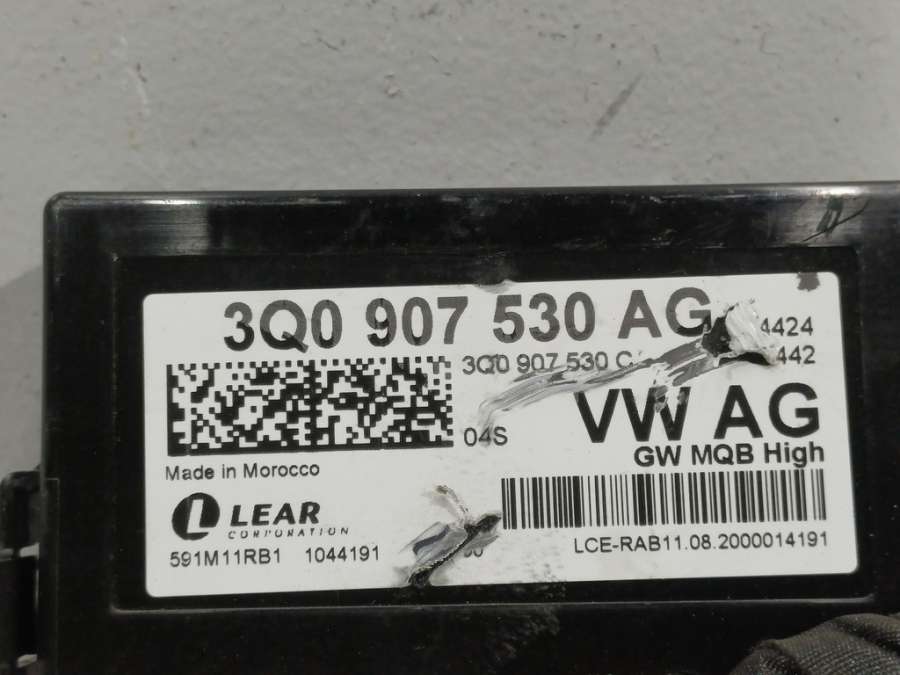 3Q0 907 530 AG
4424
3Q0 907 530
442
VW AG
04S
GW MQB High
Made in Morocco
LEAR
CORPORATION
591M11RB1 1044191
LCE-RAB11.08.2000014191